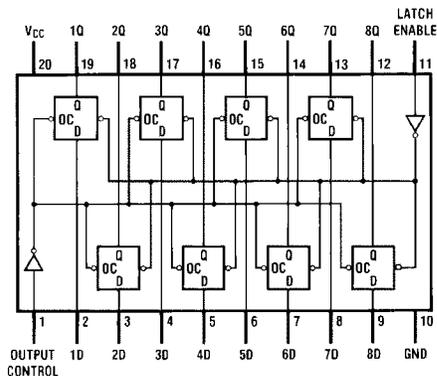 LATCH
VCC 1Q 2Q 3Q 4Q 5Q 6Q 7Q 8Q ENABLE
20 19 18 17 16 15 14 13 12 11
Q Q Q Q
OC OC OC OC
D D D D
Q Q Q Q
OC OC OC OC
D D D D
1 2 3 4 5 6 7 8 9 10
OUTPUT 1D 2D 3D 4D 5D 6D 7D 8D GND
CONTROL